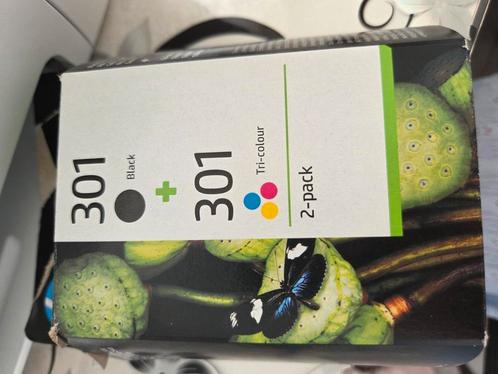 301
Black
+
301
Tri-colour
2-pack